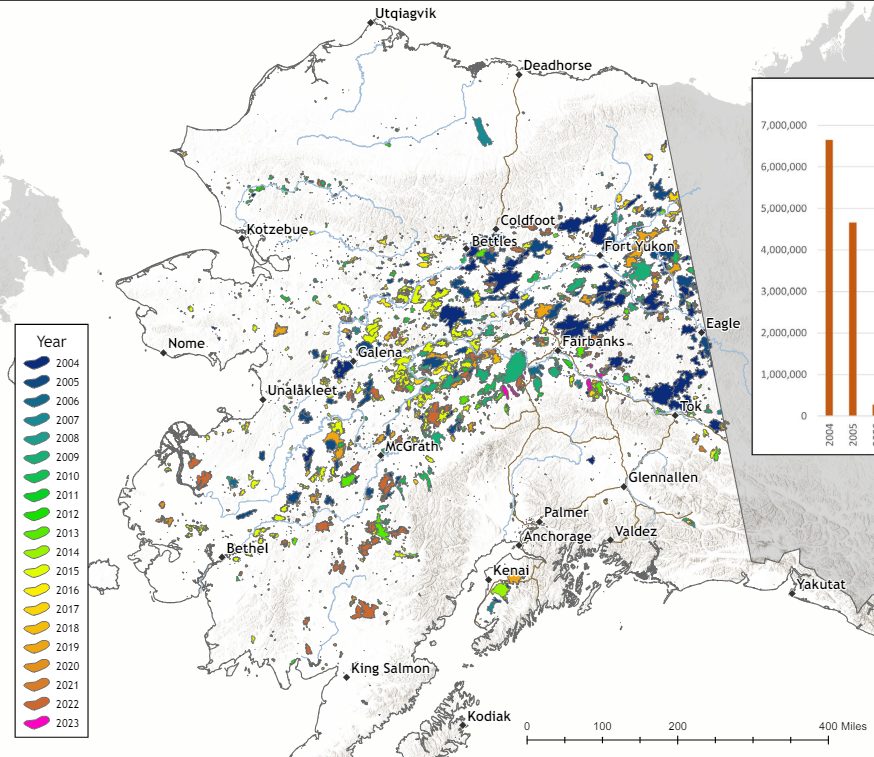 Utqiagvik
Deadhorse
7,000,000
6,000,000
5,000,000
4,000,000
3,000,000
2,000,000
1,000,000
0
2004
2005
Coldfoot
Kotzebue
Bettles
Fort Yukon
Eagle
Nome
Galena
Fairbanks
Unalakleet
Tok
McGrath
Glennallen
Palmer
Anchorage
Valdez
Bethel
Kenai
Yakutat
King Salmon
Kodiak
Year
2004
2005
2006
2007
2008
2009
2010
2011
2012
2013
2014
2015
2016
2017
2018
2019
2020
2021
2022
2023
0 100 200 400 Miles